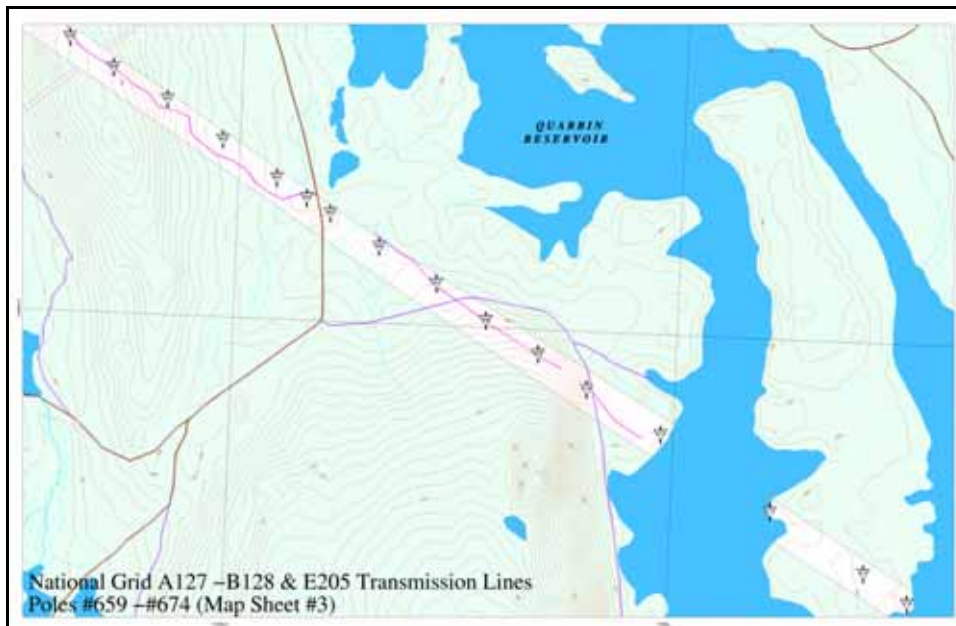 QUABBIN
RESERVOIR
National Grid A127 –B128 & E205 Transmission Lines
Poles #659 –#674 (Map Sheet #3)